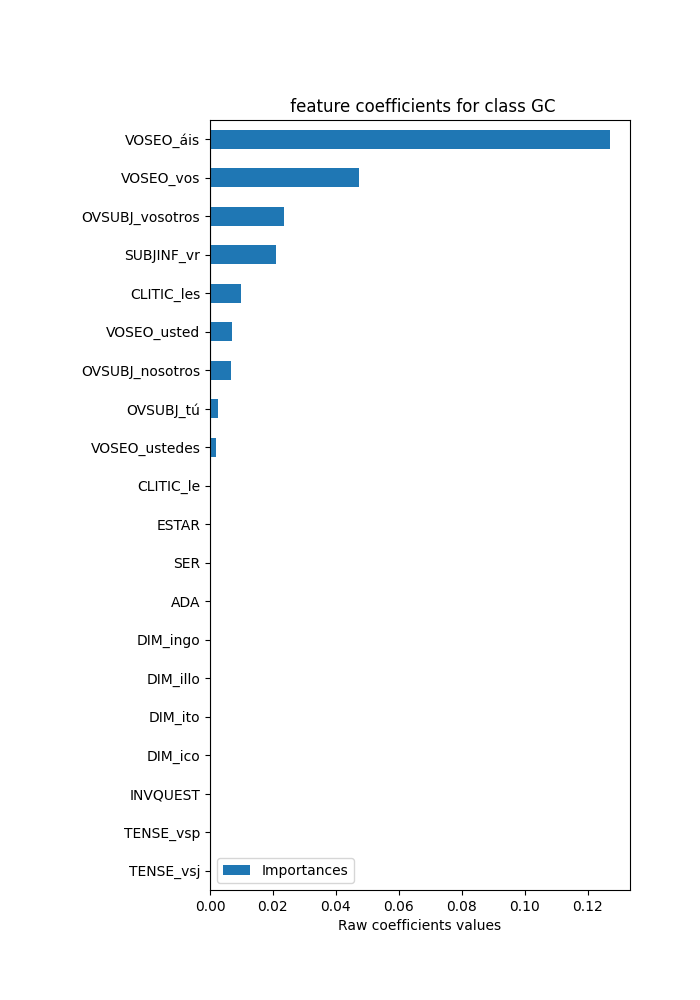 feature coefficients for class GC
VOSEO_áis
VOSEO_vos
OVSUBJ_vosotros
SUBJINF_vr
CLITIC_les
VOSEO_usted
OVSUBJ_nosotros
OVSUBJ_tú
VOSEO_ustedes
CLITIC_le
ESTAR
SER
ADA
DIM_ingo
DIM_illo
DIM_ito
DIM_ico
INVQUEST
TENSE_vsp
TENSE_vsj
Importances
0.00 0.02 0.04 0.06 0.08 0.10 0.12
Raw coefficients values